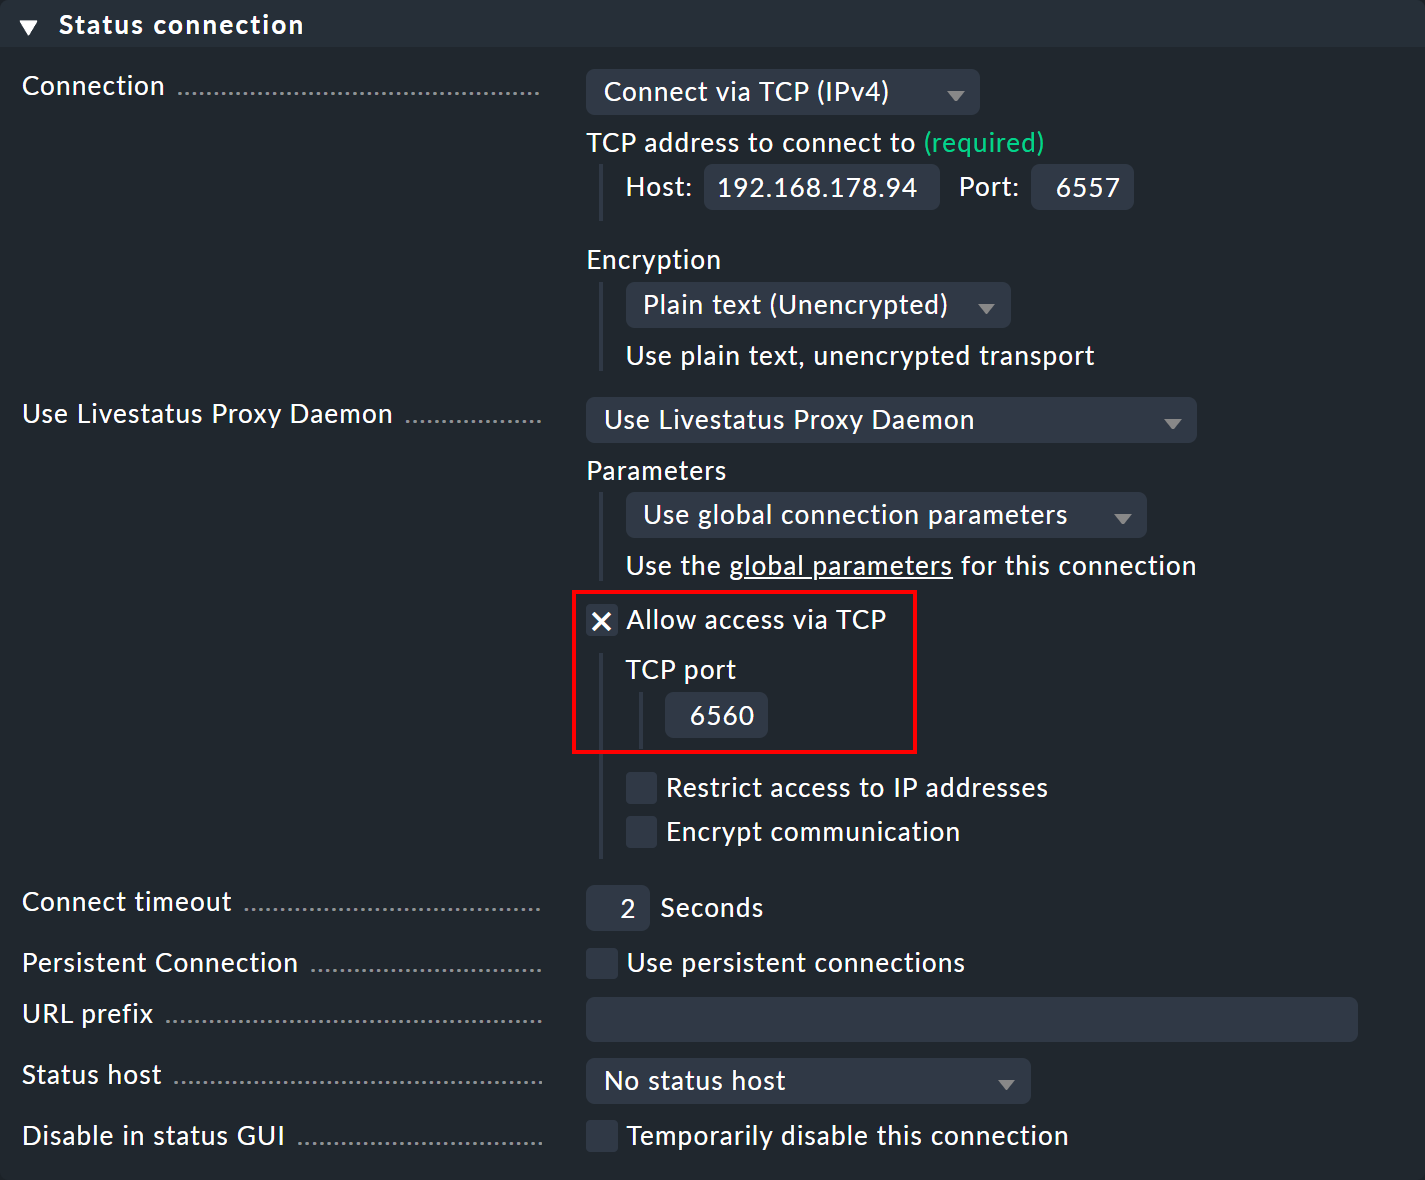 Status connection
Connection
Connect via TCP (IPv4)
TCP address to connect to (required)
Host: 192.168.178.94 Port: 6557
Encryption
Plain text (Unencrypted)
Use plain text, unencrypted transport
Use Livestatus Proxy Daemon
Use Livestatus Proxy Daemon
Parameters
Use global connection parameters
Use the global parameters for this connection
Allow access via TCP
TCP port
6560
Restrict access to IP addresses
Encrypt communication
Connect timeout
2 Seconds
Persistent Connection
Use persistent connections
URL prefix
Status host
No status host
Disable in status GUI
Temporarily disable this connection